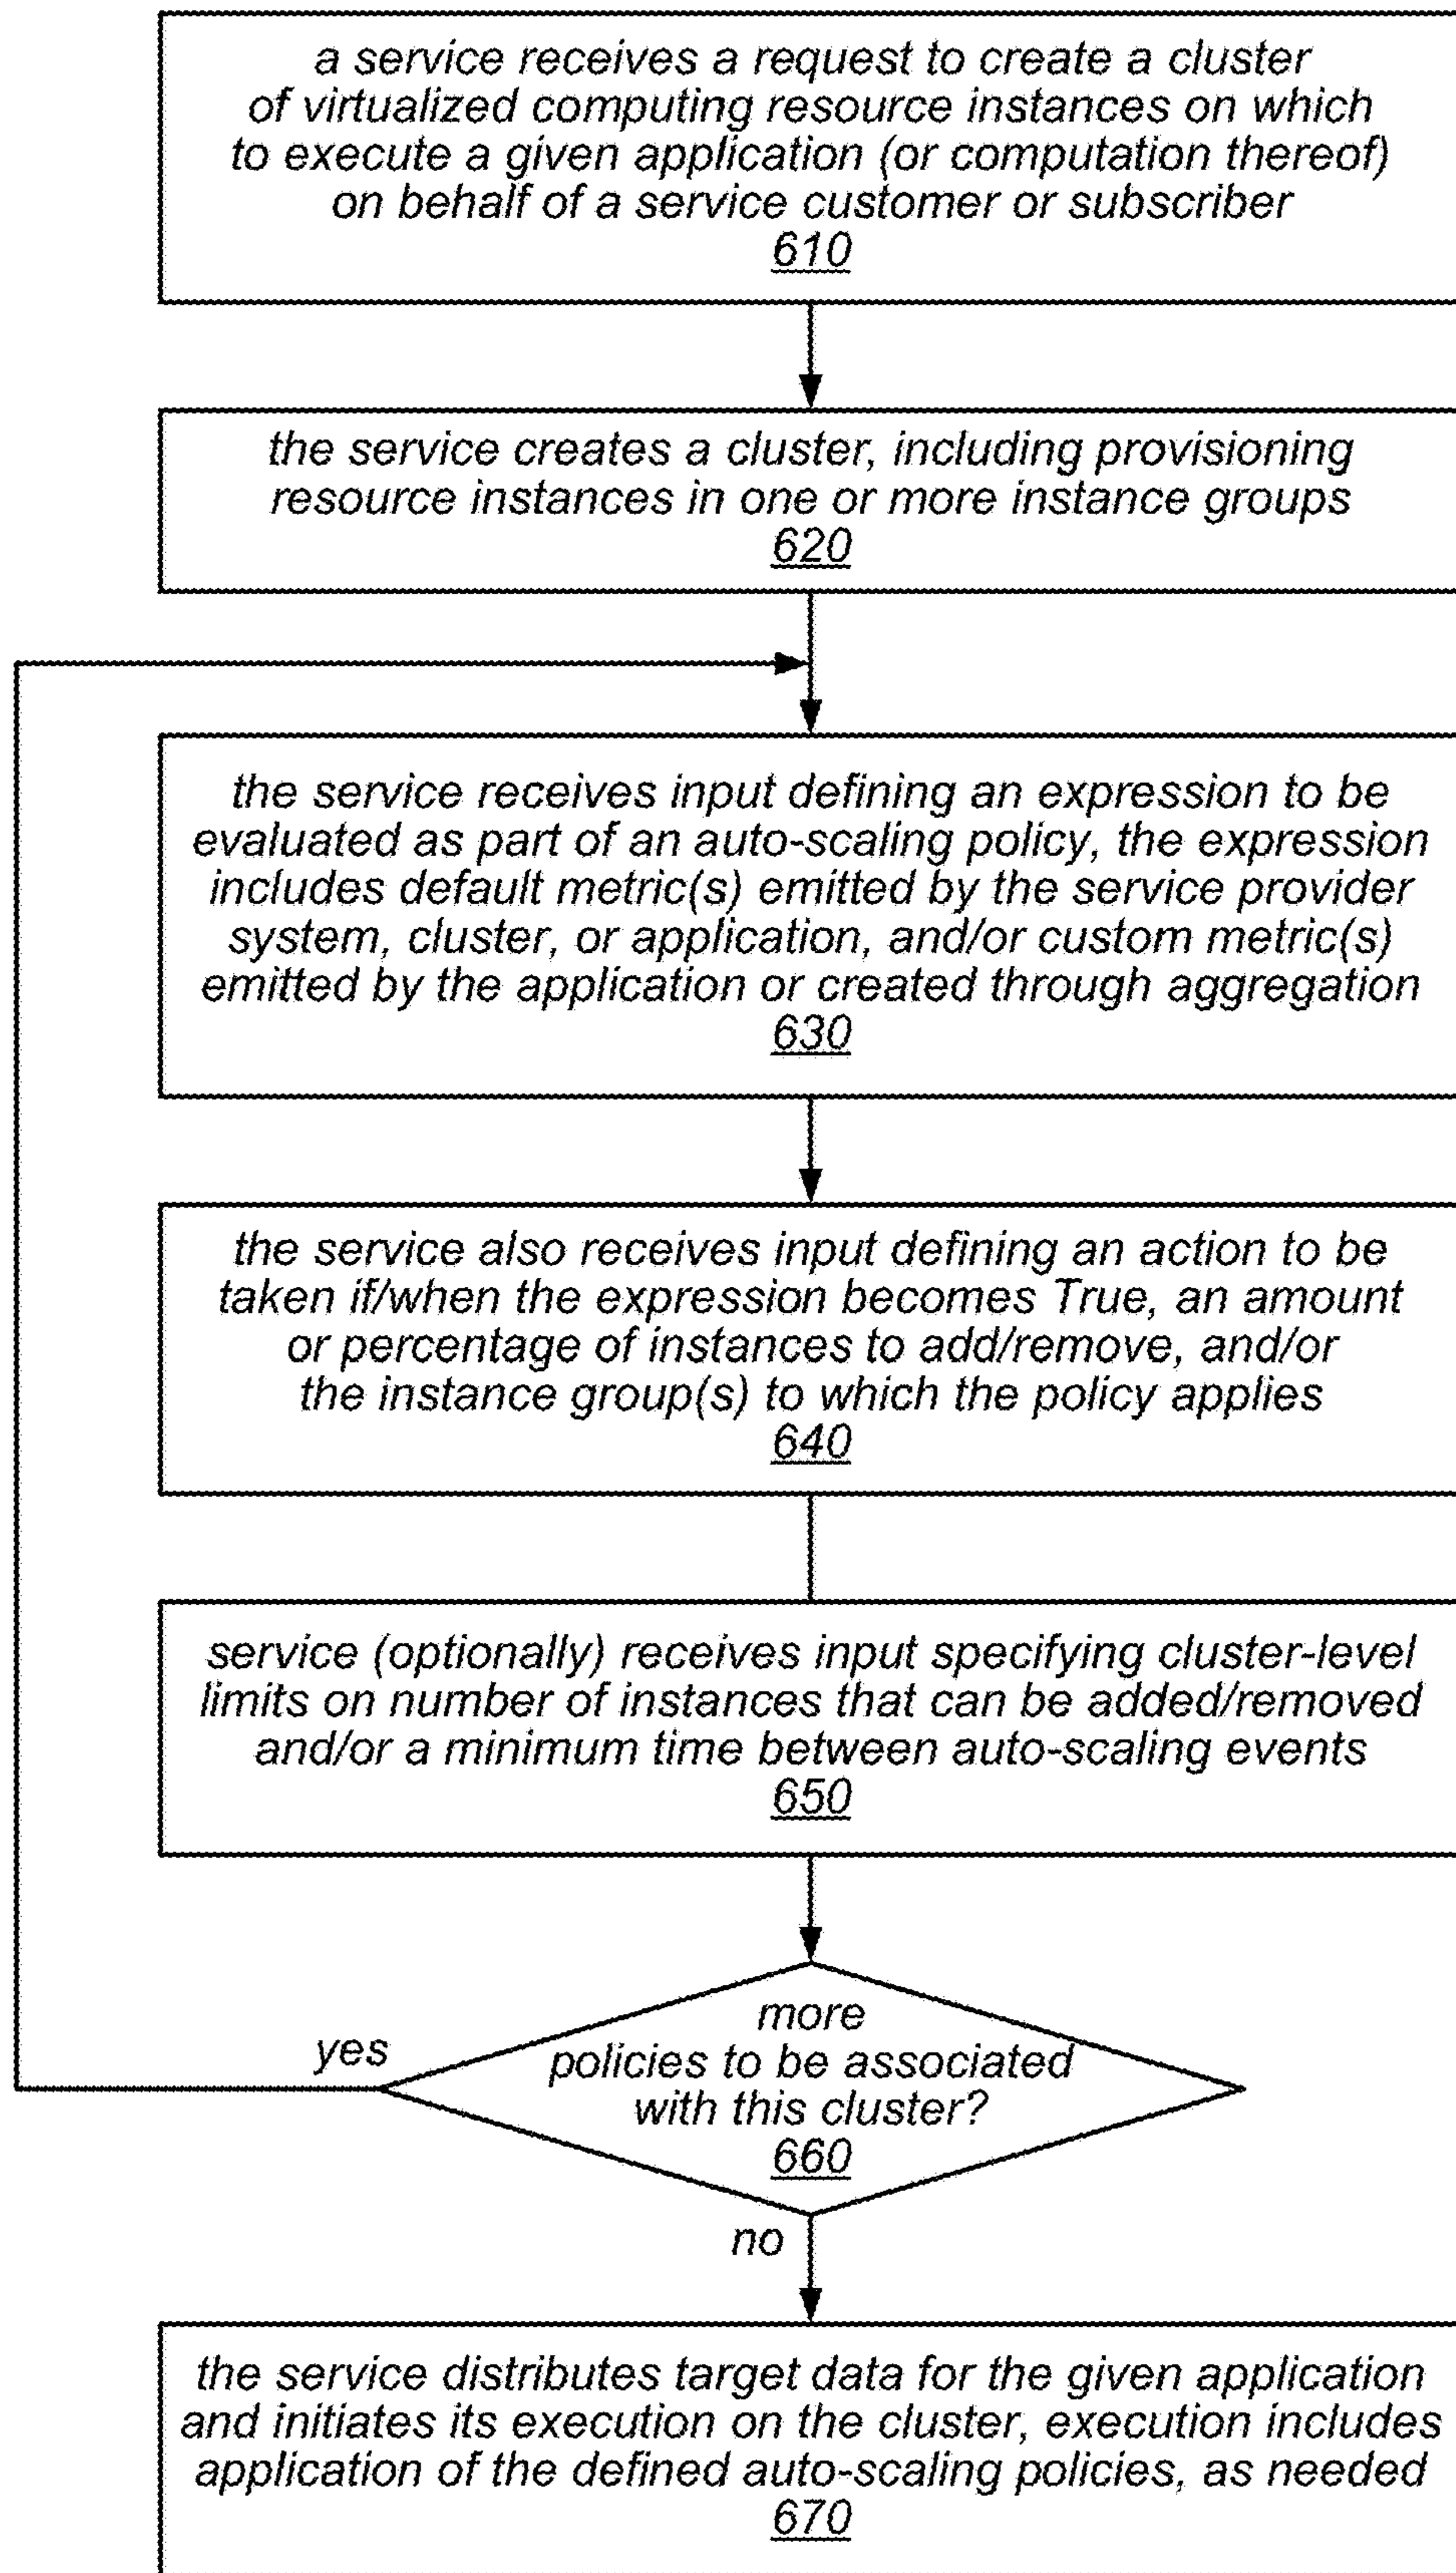 a service receives a request to create a cluster
of virtualized computing resource instances on which
to execute a given application (or computation thereof)
on behalf of a service customer or subscriber
610
the service creates a cluster, including provisioning
resource instances in one or more instance groups
620
the service receives input defining an expression to be
evaluated as part of an auto-scaling policy, the expression
includes default metric(s) emitted by the service provider
system, cluster, or application, and/or custom metric(s)
emitted by the application or created through aggregation
630
the service also receives input defining an action to be
taken if/when the expression becomes True, an amount
or percentage of instances to add/remove, and/or
the instance group(s) to which the policy applies
640
service (optionally) receives input specifying cluster-level
limits on number of instances that can be added/removed
and/or a minimum time between auto-scaling events
650
more
yes
policies to be associated
with this cluster?
660
no
the service distributes target data for the given application
and initiates its execution on the cluster, execution includes
application of the defined auto-scaling policies, as needed
670